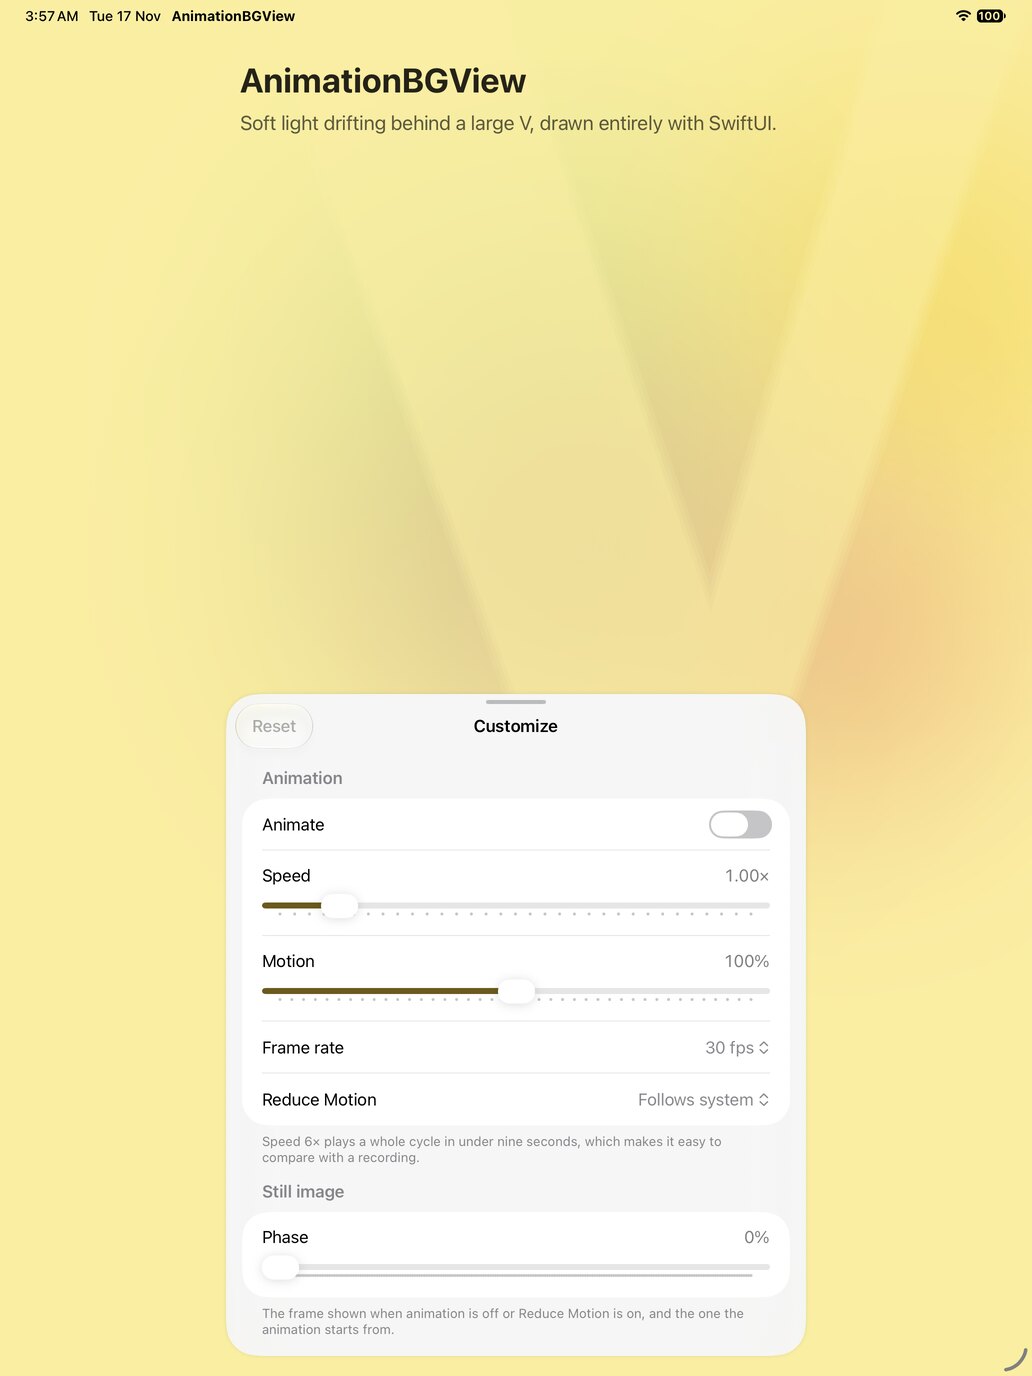 3:57 AM Tue 17 Nov AnimationBGView
100
AnimationBGView
Soft light drifting behind a large V, drawn entirely with SwiftUI.
Reset
Customize
Animation
Animate
Speed 1.00×
Motion 100%
Frame rate 30 fps
Reduce Motion Follows system
Speed 6× plays a whole cycle in under nine seconds, which makes it easy to
compare with a recording.
Still image
Phase 0%
The frame shown when animation is off or Reduce Motion is on, and the one the
animation starts from.